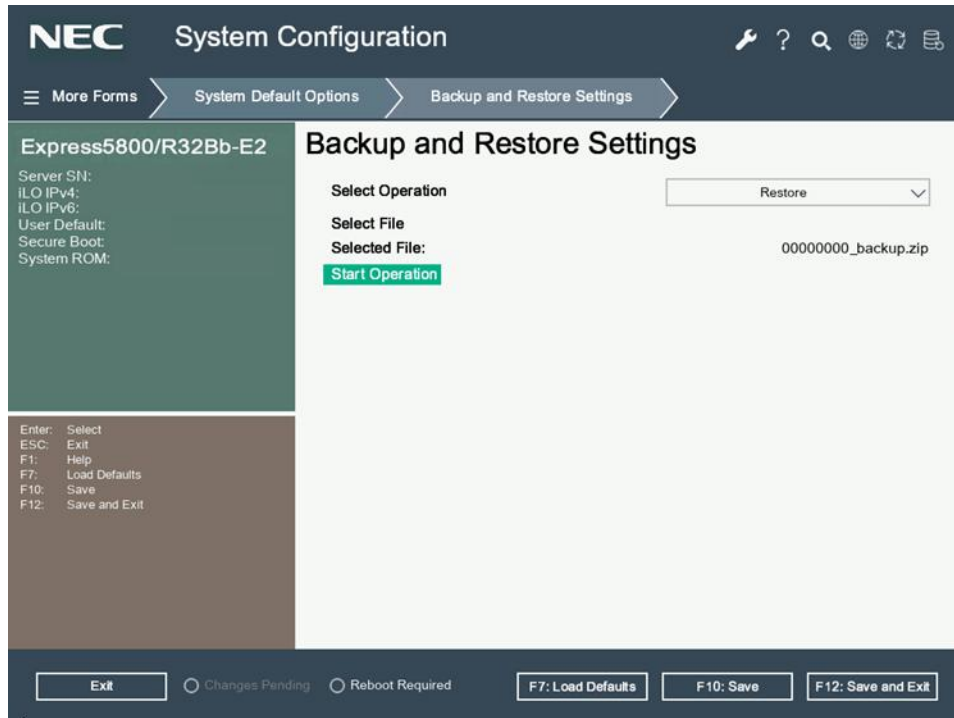 NEC System Configuration ?
More Forms System Default Options Backup and Restore Settings
Express5800/R32Bb-E2
Server SN:
iLO IPv4:
iLO IPv6:
User Default:
Secure Boot:
System ROM:
Backup and Restore Settings
Select Operation Restore
Select File
Selected File: 00000000_backup.zip
Start Operation
Enter: Select
ESC: Exit
F1: Help
F7: Load Defaults
F10: Save
F12: Save and Exit
Exit Changes Pending Reboot Required F7: Load Defaults F10: Save F12: Save and Exit